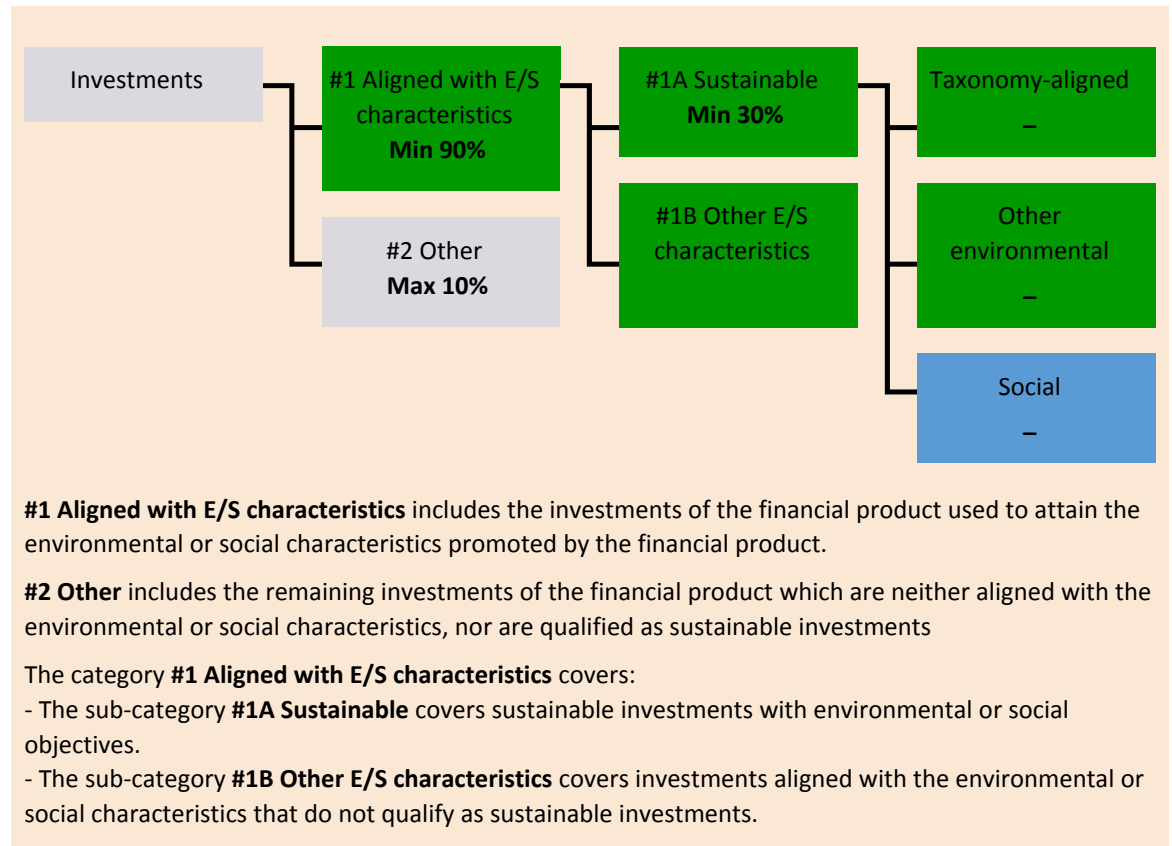 Investments
#1 Aligned with E/S
characteristics
Min 90%
#2 Other
Max 10%
#1A Sustainable
Min 30%
#1B Other E/S
characteristics
Taxonomy-aligned
–
Other
environmental
–
Social
–
#1 Aligned with E/S characteristics includes the investments of the financial product used to attain the
environmental or social characteristics promoted by the financial product.
#2 Other includes the remaining investments of the financial product which are neither aligned with the
environmental or social characteristics, nor are qualified as sustainable investments
The category #1 Aligned with E/S characteristics covers:
- The sub-category #1A Sustainable covers sustainable investments with environmental or social
objectives.
- The sub-category #1B Other E/S characteristics covers investments aligned with the environmental or
social characteristics that do not qualify as sustainable investments.